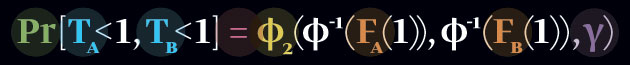 Pr[T_A<1, T_B<1] = ϕ₂(ϕ⁻¹(F_A(1)), ϕ⁻¹(F_B(1)), γ)